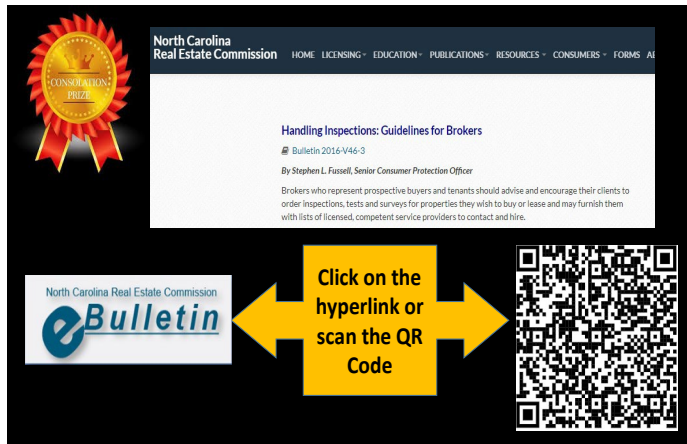 CONSOLATION
PRIZE
North Carolina
Real Estate Commission
HOME LICENSING EDUCATION PUBLICATIONS RESOURCES CONSUMERS FORMS
Handling Inspections: Guidelines for Brokers
Bulletin 2016-V46-3
By Stephen L. Fussell, Senior Consumer Protection Officer
Brokers who represent prospective buyers and tenants should advise and encourage their clients to
order inspections, tests and surveys for properties they wish to buy or lease and may furnish them
with lists of licensed, competent service providers to contact and hire.
North Carolina Real Estate Commission
eBulletin
Click on the
hyperlink or
scan the QR
Code